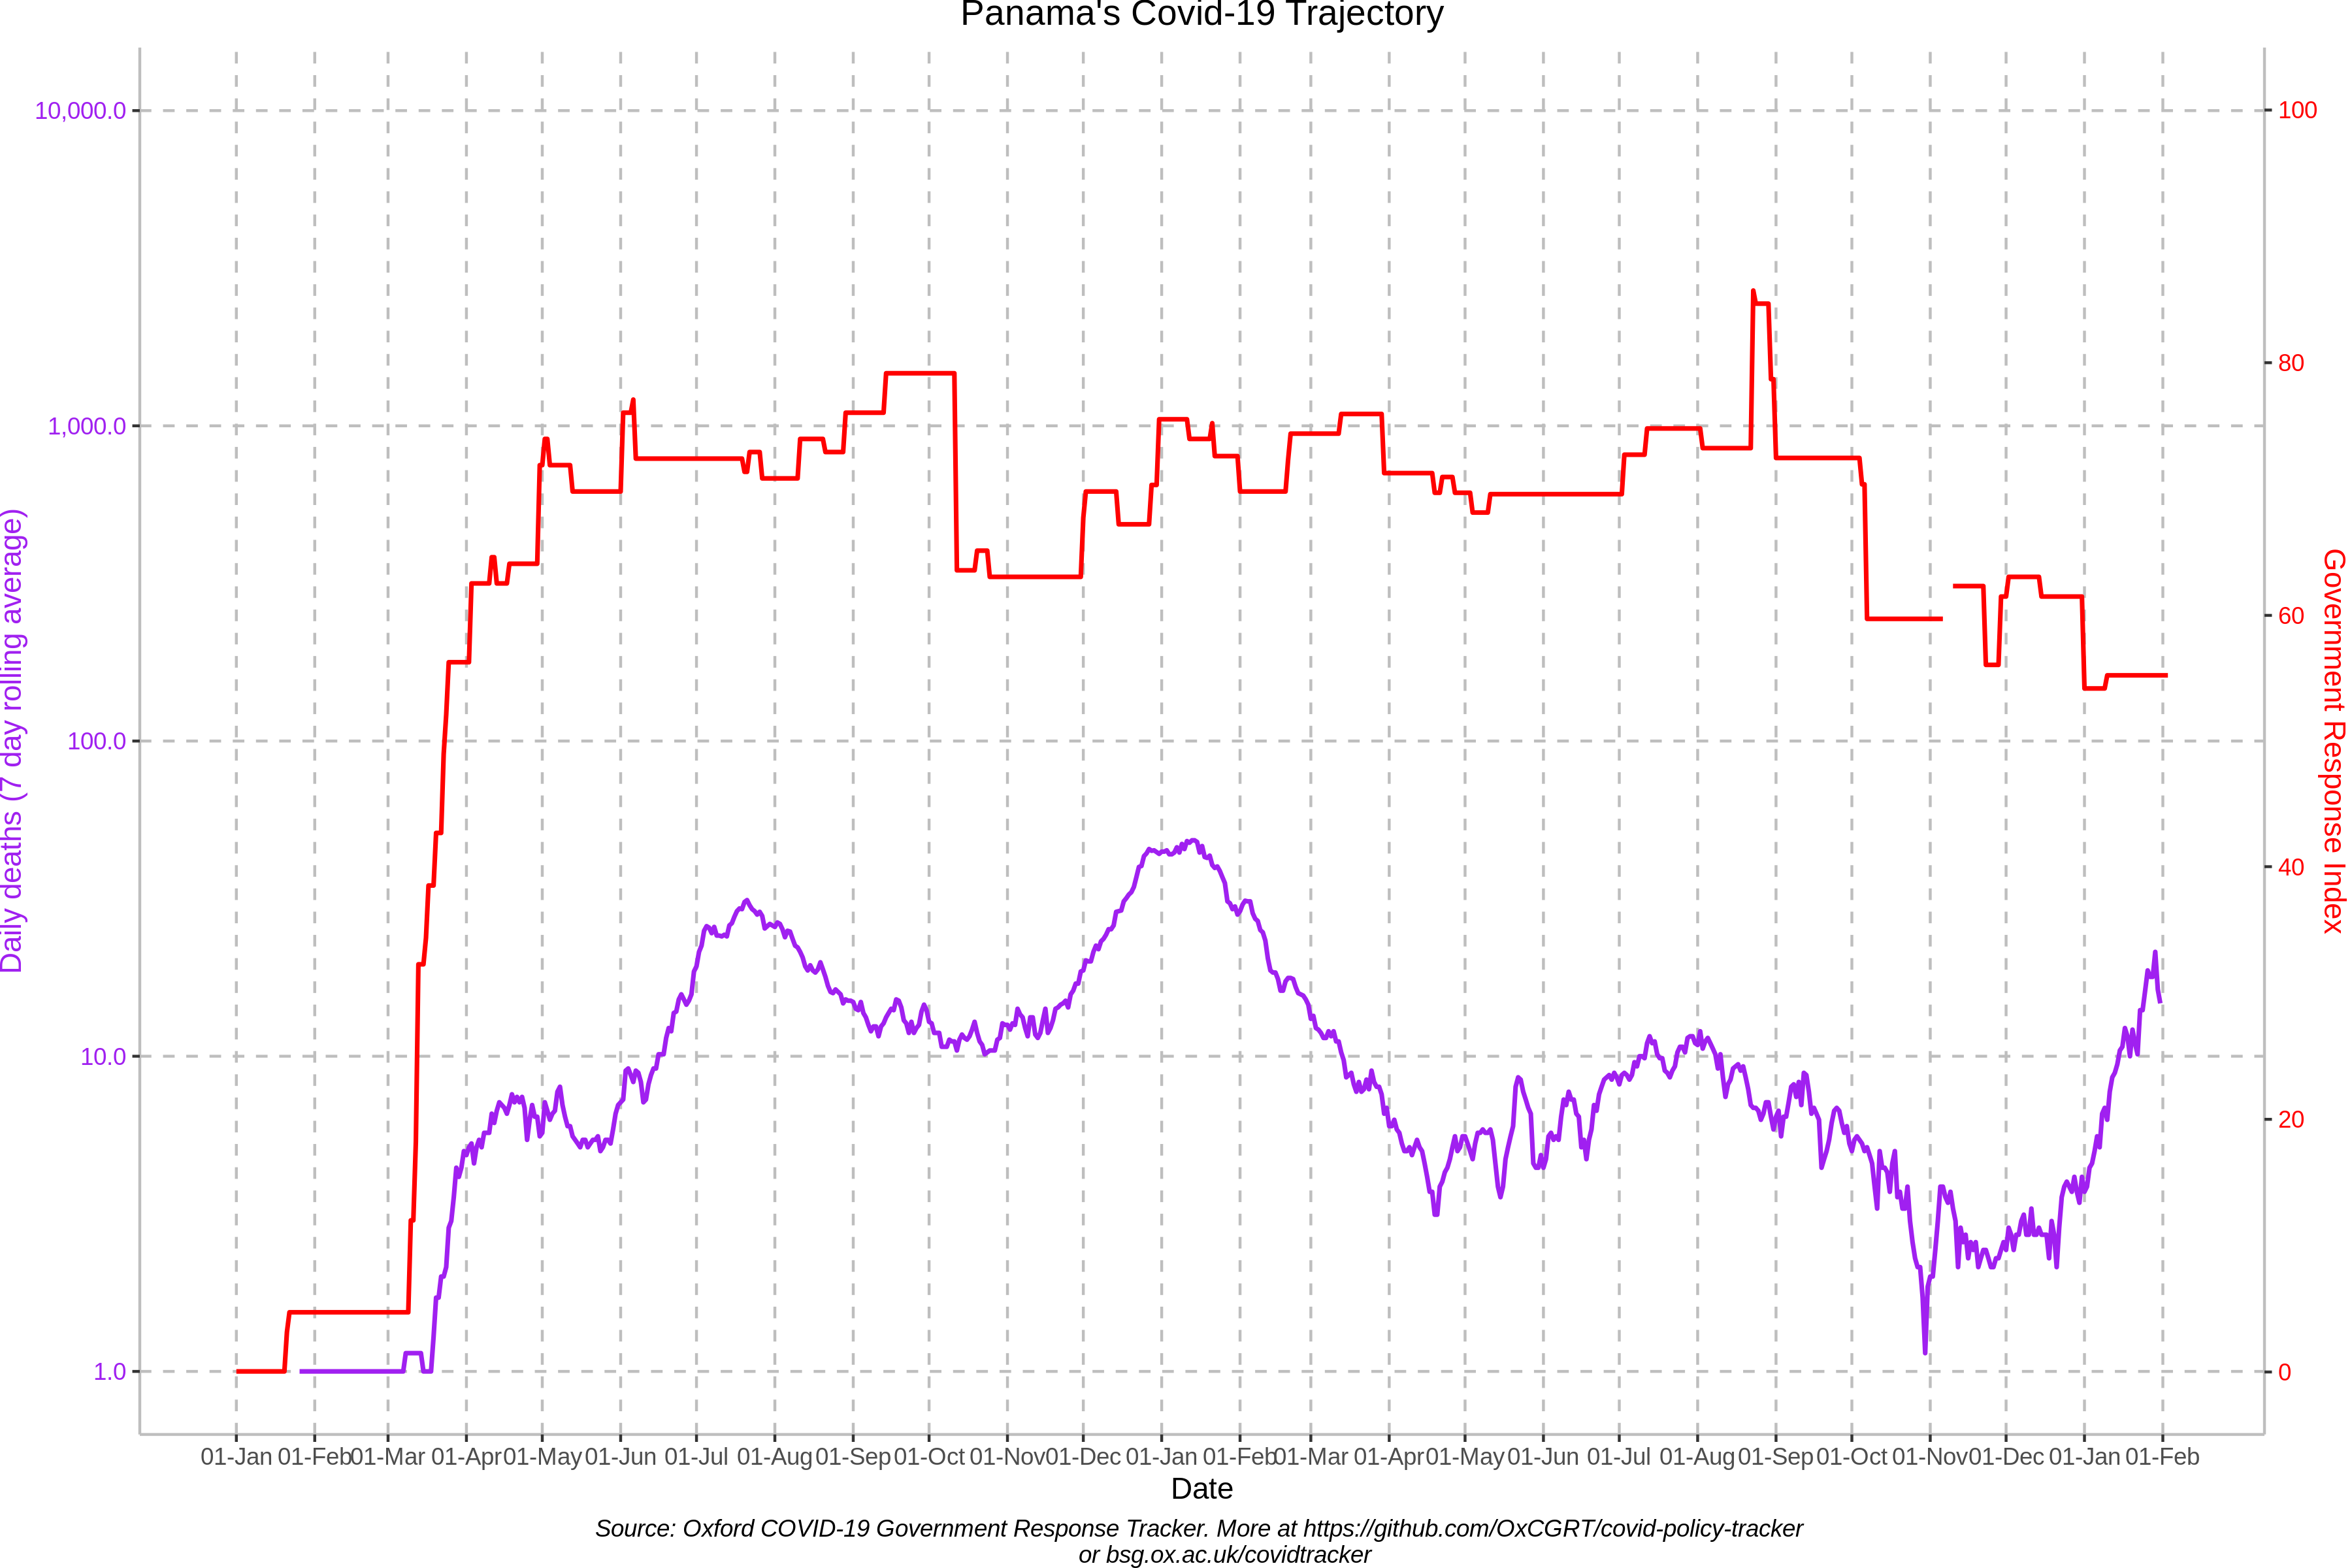 Panama's Covid-19 Trajectory
Daily deaths (7 day rolling average)
10,000.0
1,000.0
100.0
10.0
1.0
100
80
60
40
20
0
Government Response Index
01-Jan 01-Feb 01-Mar 01-Apr 01-May 01-Jun 01-Jul 01-Aug 01-Sep 01-Oct 01-Nov 01-Dec 01-Jan 01-Feb 01-Mar 01-Apr 01-May 01-Jun 01-Jul 01-Aug 01-Sep 01-Oct 01-Nov 01-Dec 01-Jan 01-Feb
Date
Source: Oxford COVID-19 Government Response Tracker. More at https://github.com/OxCGRT/covid-policy-tracker
or bsg.ox.ac.uk/covidtracker